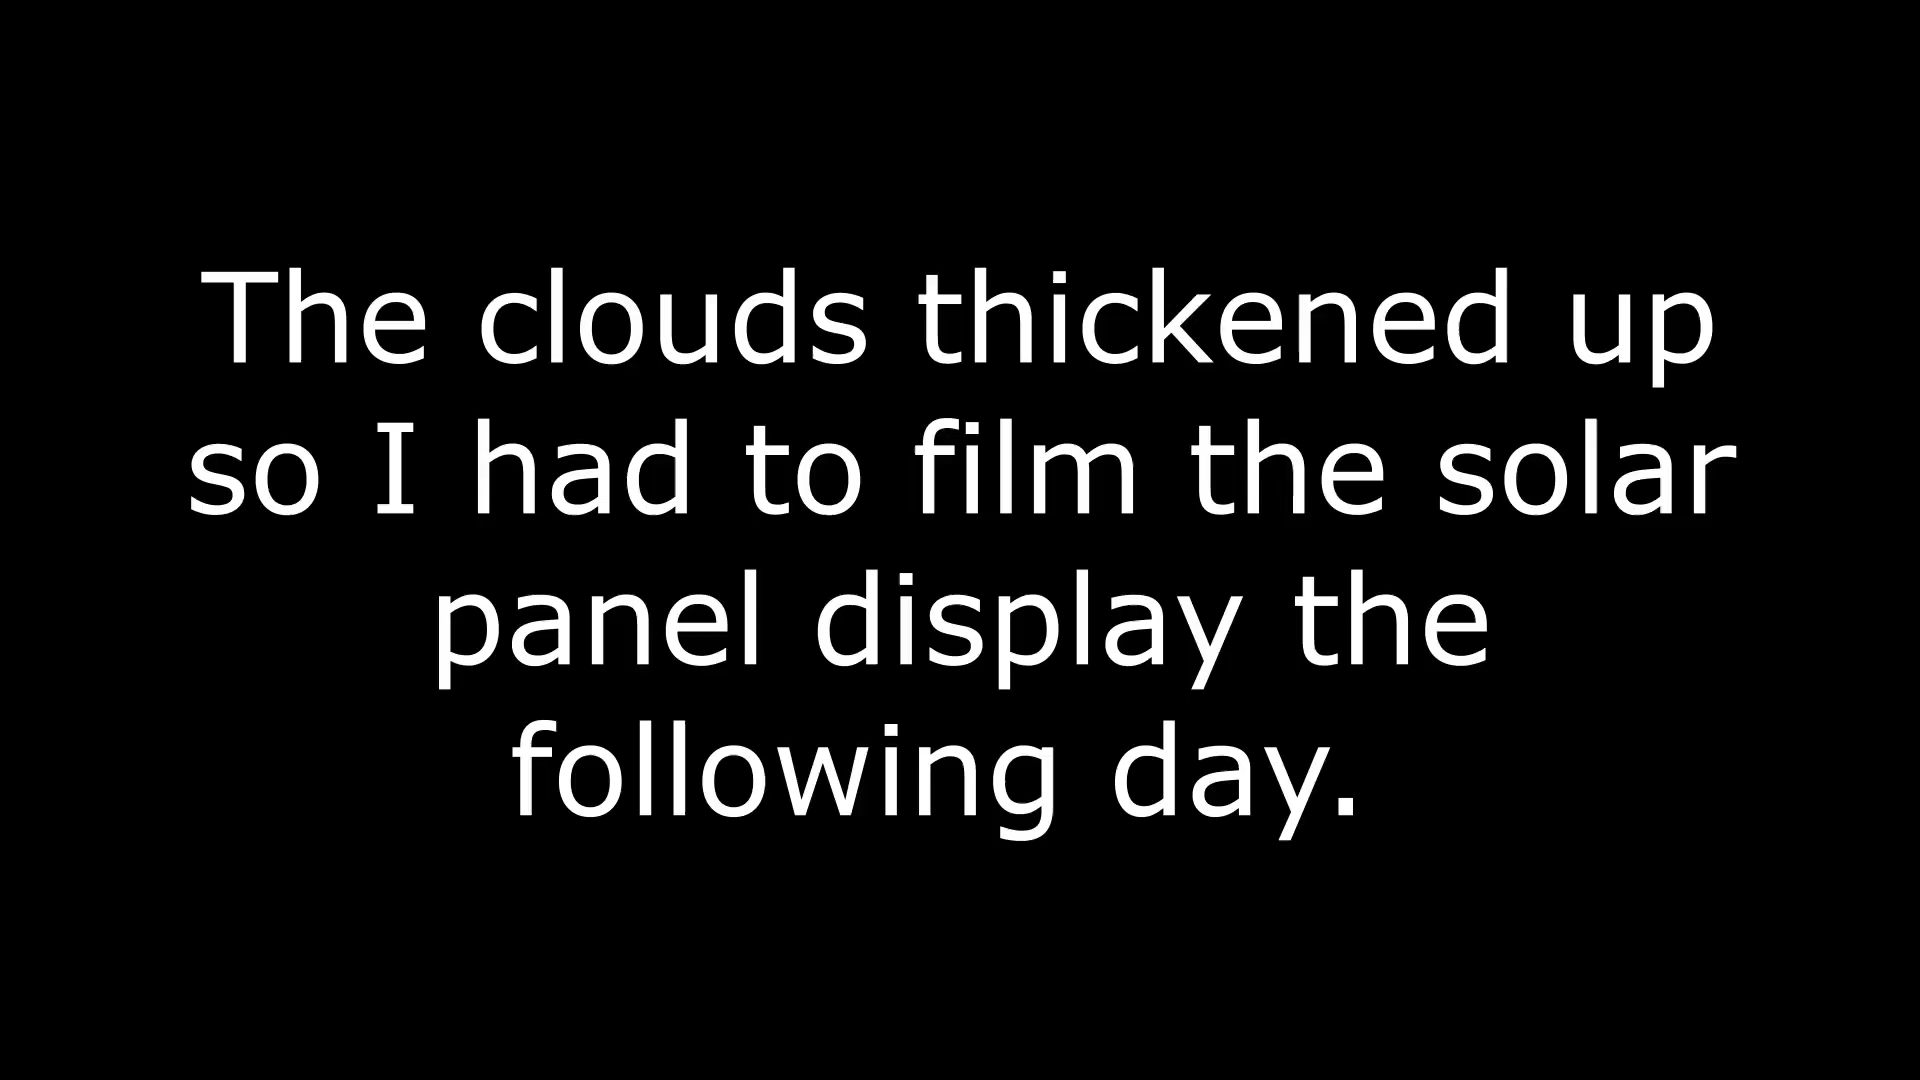 The clouds thickened up
so I had to film the solar
panel display the
following day.